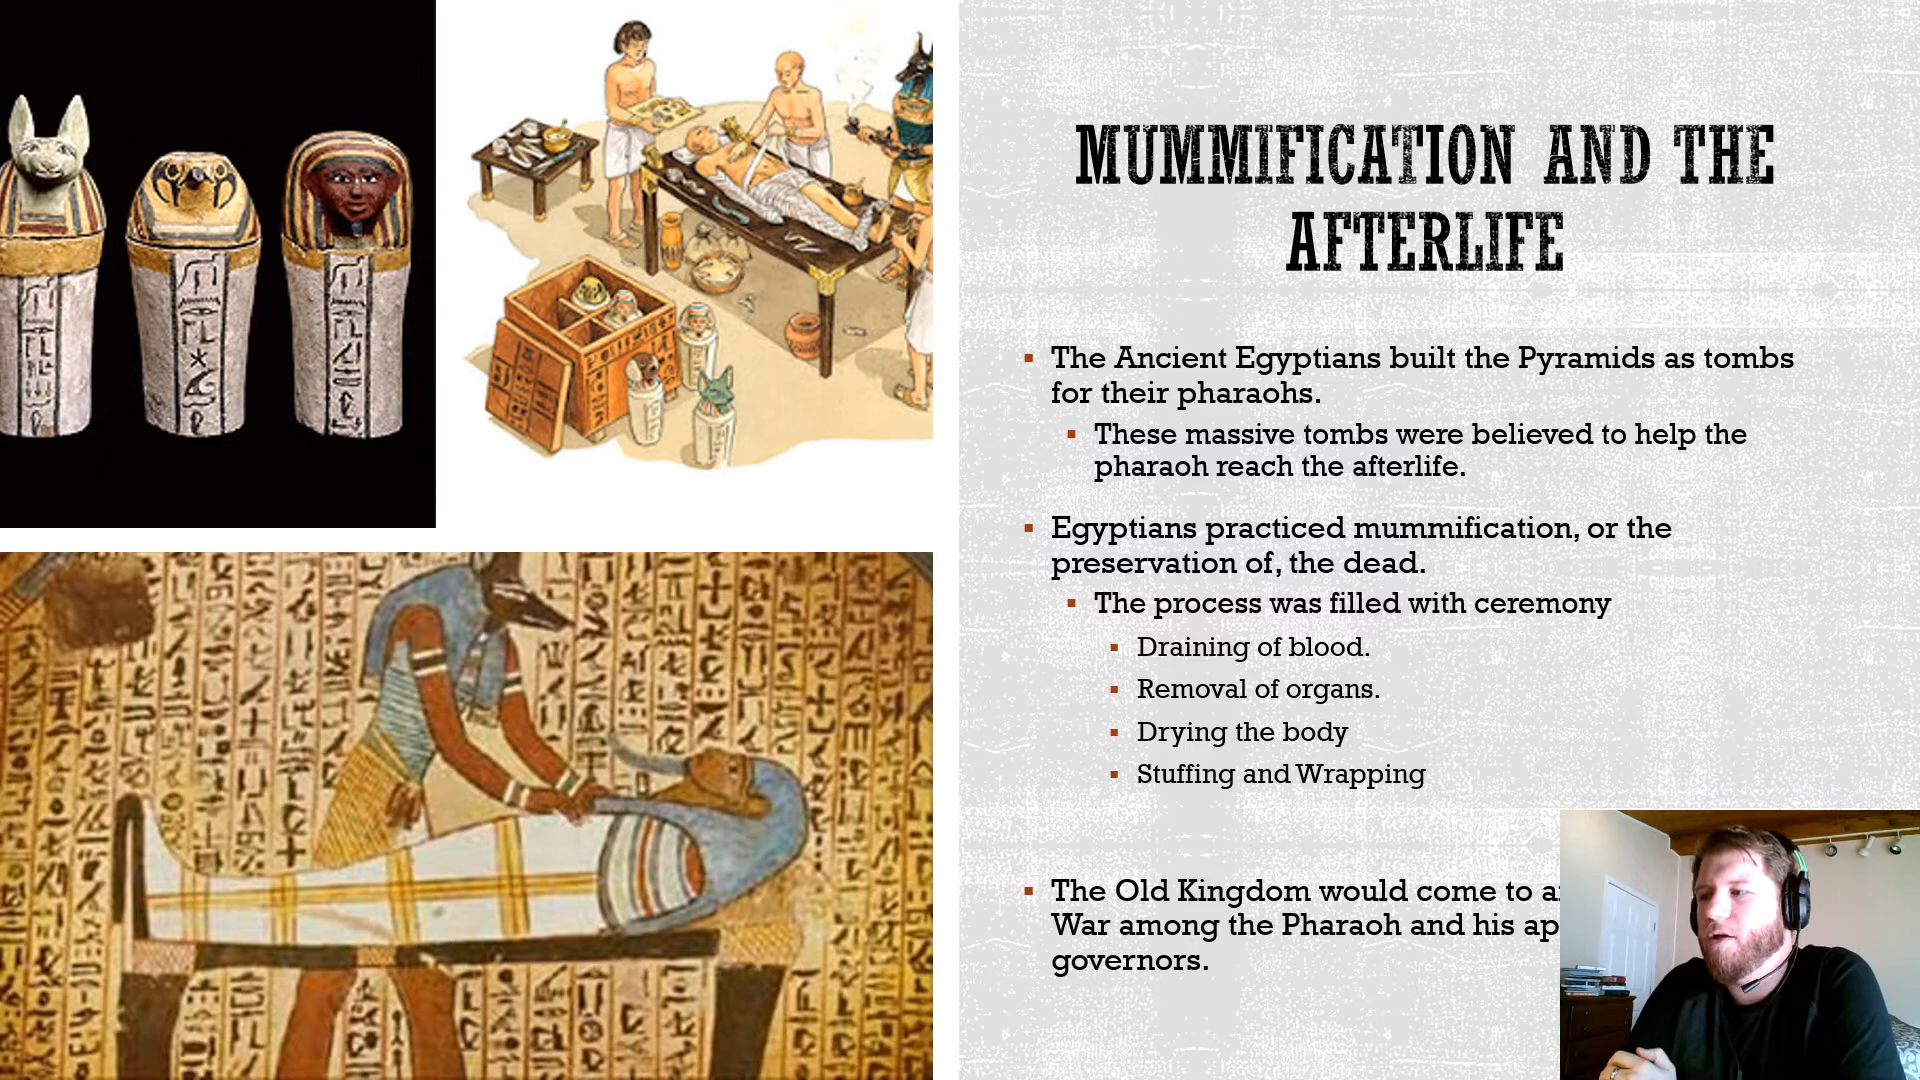 MUMMIFICATION AND THE
AFTERLIFE
The Ancient Egyptians built the Pyramids as tombs
for their pharaohs.
These massive tombs were believed to help the
pharaoh reach the afterlife.
Egyptians practiced mummification, or the
preservation of, the dead.
The process was filled with ceremony
Draining of blood.
Removal of organs.
Drying the body
Stuffing and Wrapping
The Old Kingdom would come to
War among the Pharaoh and his
governors.